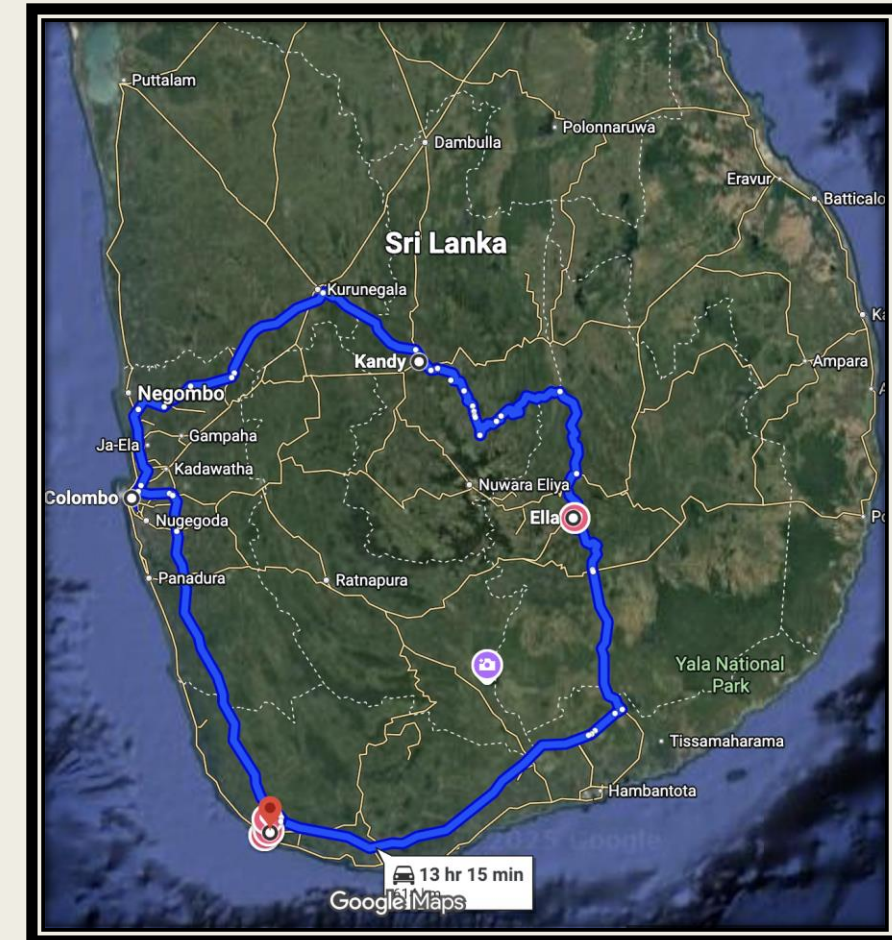 Puttalam
Dambulla
Polonnaruwa
Eravur
Sri Lanka
Kurunegala
Kandy
Ampara
Negombo
Ja-Ela
Gampaha
Kadawatha
Nuwara Eliya
Colombo
Ella
Nugegoda
Panadura
Ratnapura
Yala National
Park
Tissamaharama
Hambantota
Google
13 hr 15 min
Google Maps